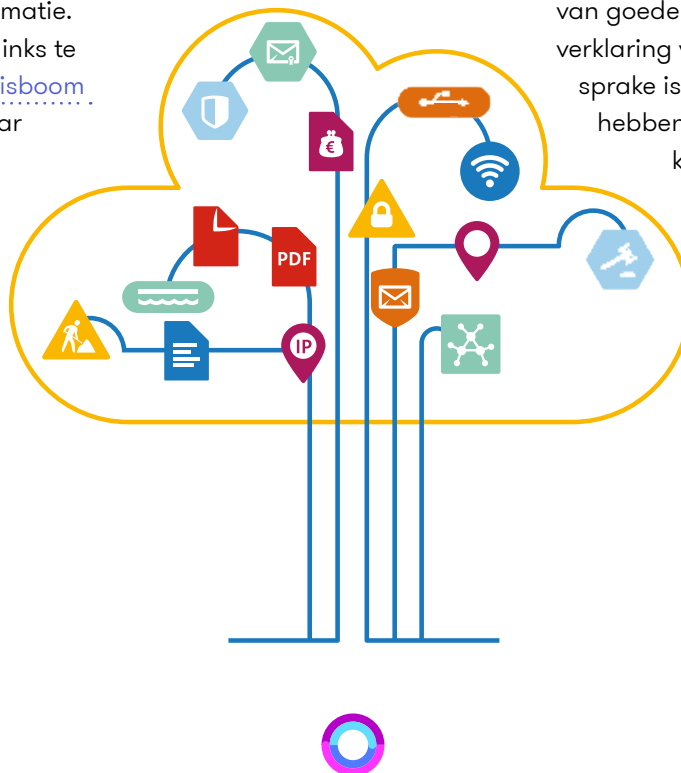 matie.
inks te
isboom
ar
van goede
verklaring
sprake is
hebben
k
€
PDF
IP